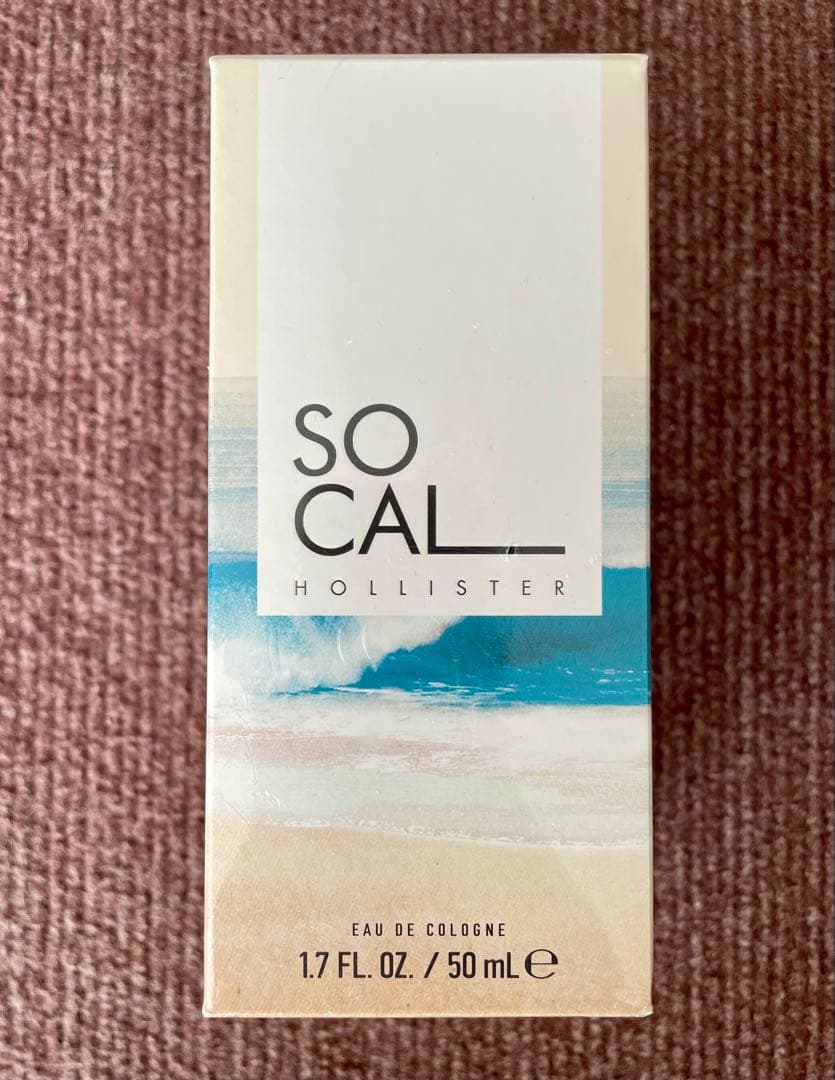 SO
CAL
HOLLISTER
EAU DE COLOGNE
1.7 FL. OZ. / 50 mL ℮